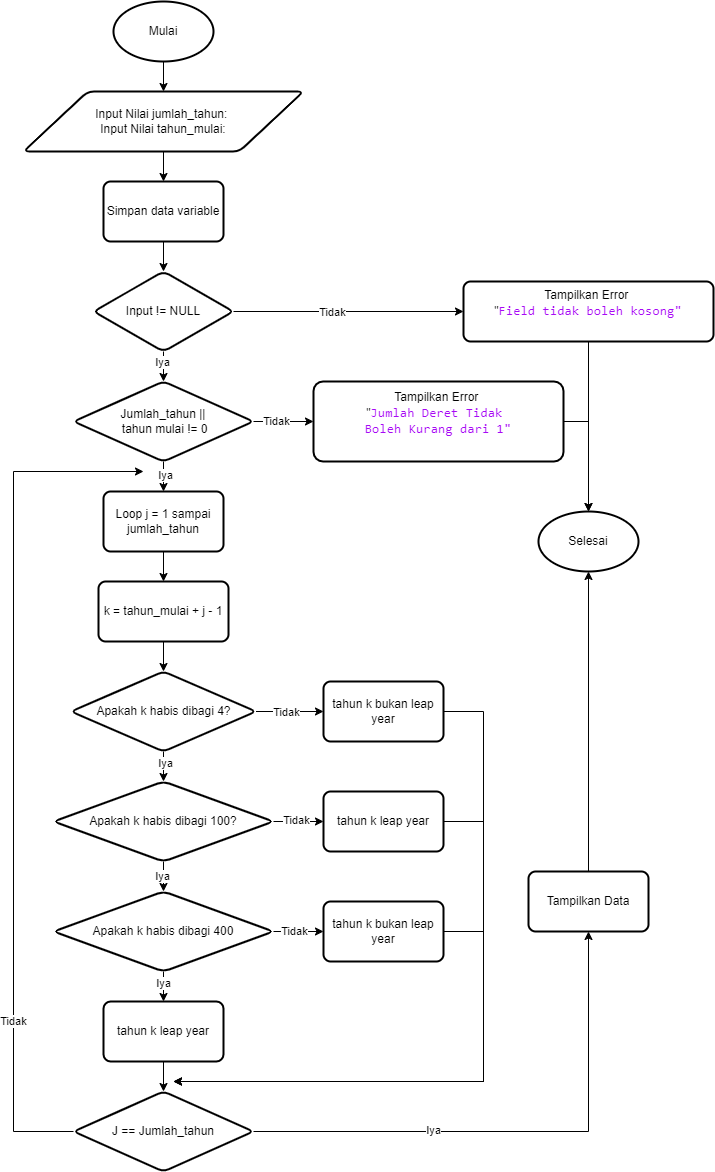 Mulai
Input Nilai jumlah_tahun:
Input Nilai tahun_mulai:
Simpan data variable
Input != NULL
Tidak
Tampilkan Error
"Field tidak boleh kosong"
Iya
Jumlah_tahun ||
tahun mulai != 0
Tidak
Tampilkan Error
"Jumlah Deret Tidak
Boleh Kurang dari 1"
Iya
Loop j = 1 sampai
jumlah_tahun
Selesai
k = tahun_mulai + j - 1
Apakah k habis dibagi 4?
Tidak
tahun k bukan leap
year
Iya
Apakah k habis dibagi 100?
Tidak
tahun k leap year
Iya
Apakah k habis dibagi 400
Tidak
tahun k bukan leap
year
Tampilkan Data
Iya
tahun k leap year
Tidak
J == Jumlah_tahun
Iya